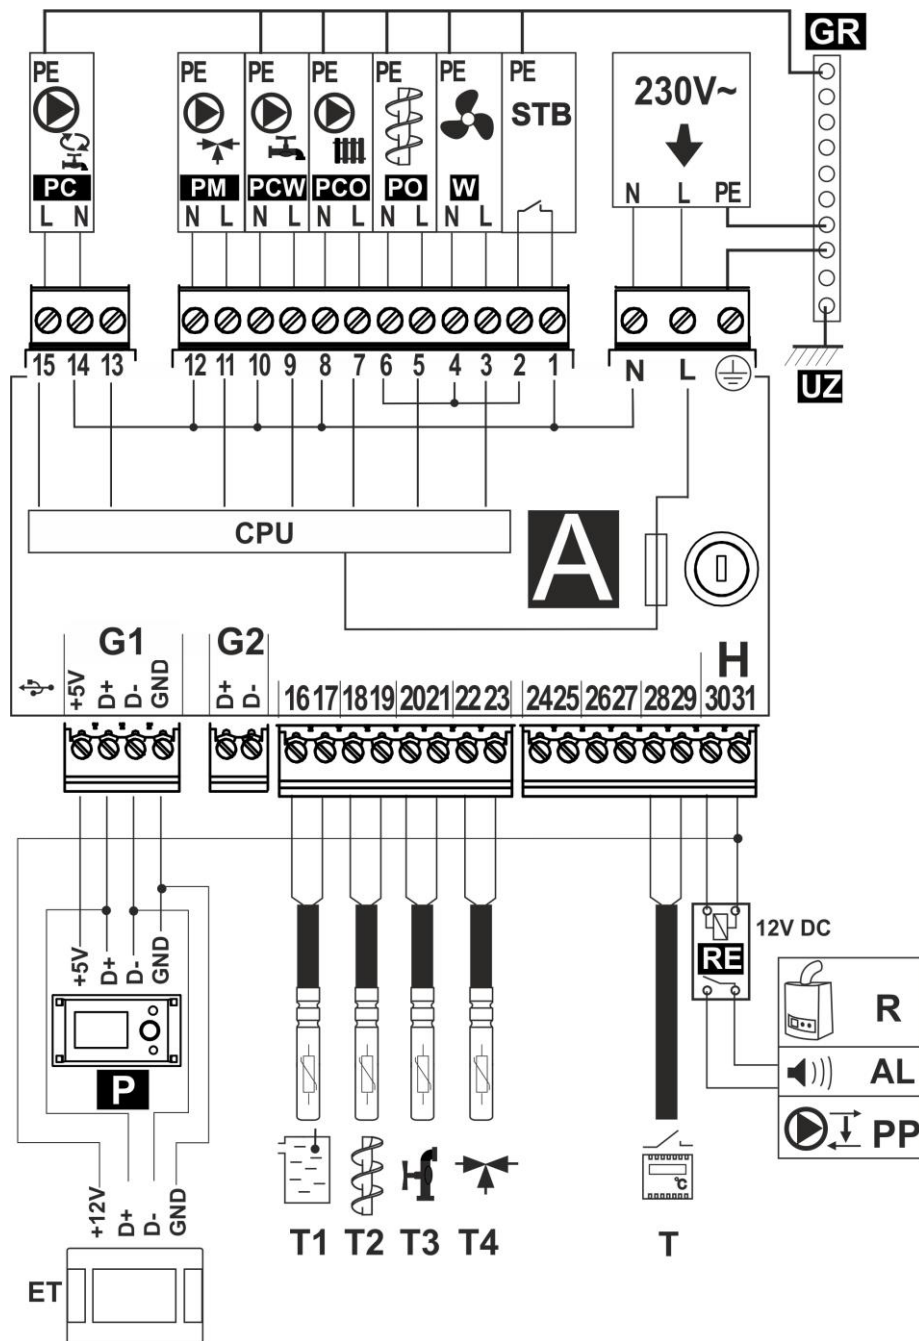 GR
PE PE PE PE PE PE PE
STB
230V~
PC PM PCW PCO PO W
L N N L N L N L N L N L N L PE
15 14 13 12 11 10 9 8 7 6 5 4 3 2 1 N L
UZ
CPU
A
G1 G2 H
+5V D+ D- GND D+ D- 16 17 18 19 20 21 22 23 24 25 26 27 28 29 30 31
+5V D+ D- GND
12V DC
RE
R
P
AL
PP
°C
+12V D+ D- GND
T1 T2 T3 T4 T
ET